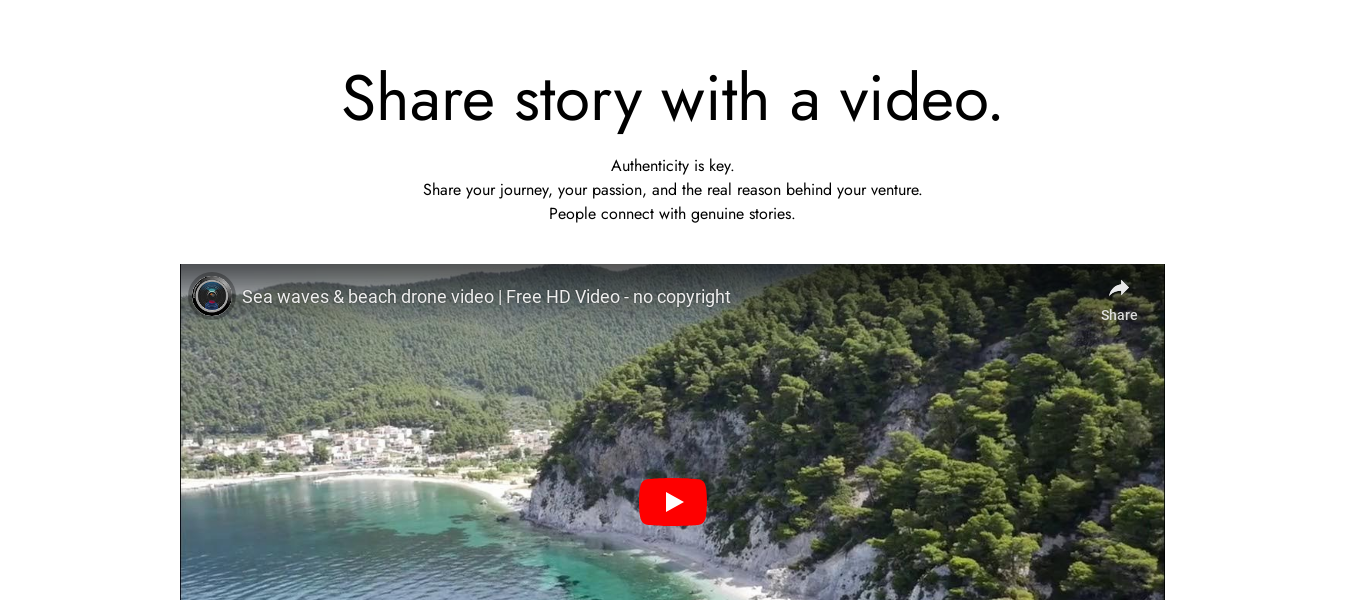 Share story with a video.
Authenticity is key.
Share your journey, your passion, and the real reason behind your venture.
People connect with genuine stories.
Sea waves & beach drone video | Free HD Video - no copyright
Share